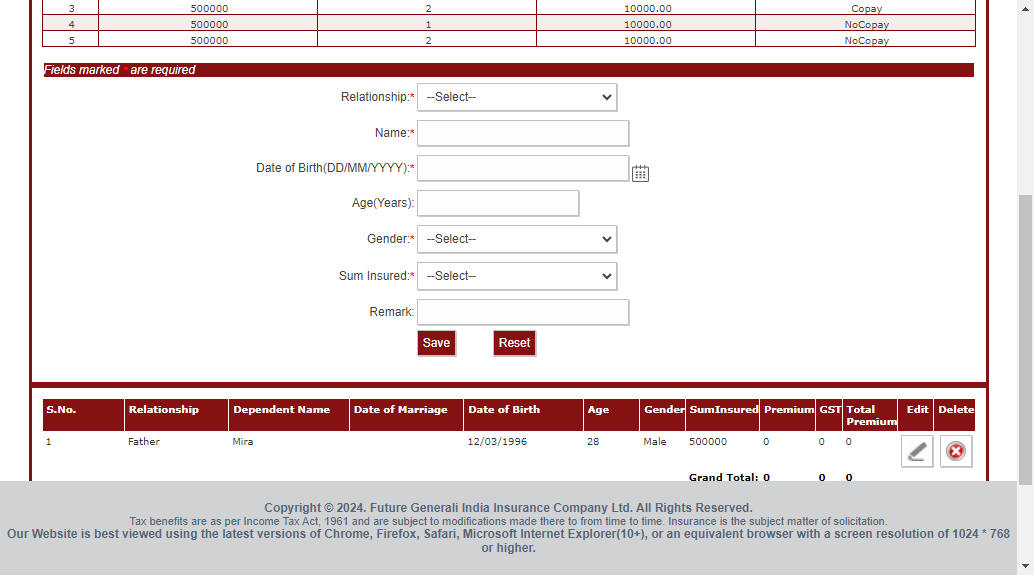 3 500000 2 10000.00 Copay
4 500000 1 10000.00 NoCopay
5 500000 2 10000.00 NoCopay
Fields marked * are required
Relationship:* --Select--
Name:*
Date of Birth(DD/MM/YYYY):*
Age(Years):
Gender:* --Select--
Sum Insured:* --Select--
Remark:
Save Reset
S.No. Relationship Dependent Name Date of Marriage Date of Birth Age Gender SumInsured Premium GST Total Premium Edit Delete
1 Father Mira 12/03/1996 28 Male 500000 0 0 0
Grand Total: 0 0 0
Copyright © 2024. Future Generali India Insurance Company Ltd. All Rights Reserved.
Tax benefits are as per Income Tax Act, 1961 and are subject to modifications made there to from time to time. Insurance is the subject matter of solicitation.
Our Website is best viewed using the latest versions of Chrome, Firefox, Safari, Microsoft Internet Explorer(10+), or an equivalent browser with a screen resolution of 1024 * 768
or higher.